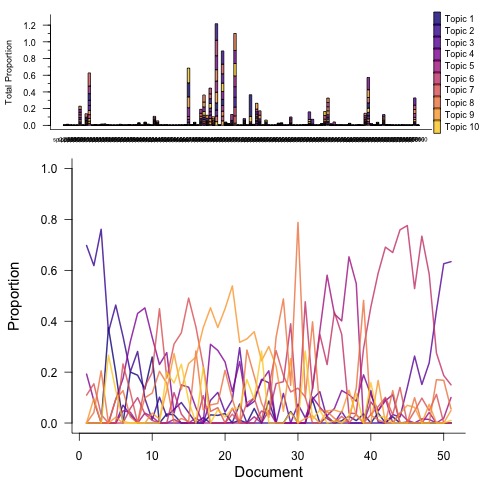 Total Proportion
1.2
1.0
0.8
0.6
0.4
0.2
0.0
Topic 1
Topic 2
Topic 3
Topic 4
Topic 5
Topic 6
Topic 7
Topic 8
Topic 9
Topic 10
Proportion
1.0
0.8
0.6
0.4
0.2
0.0
0 10 20 30 40 50
Document